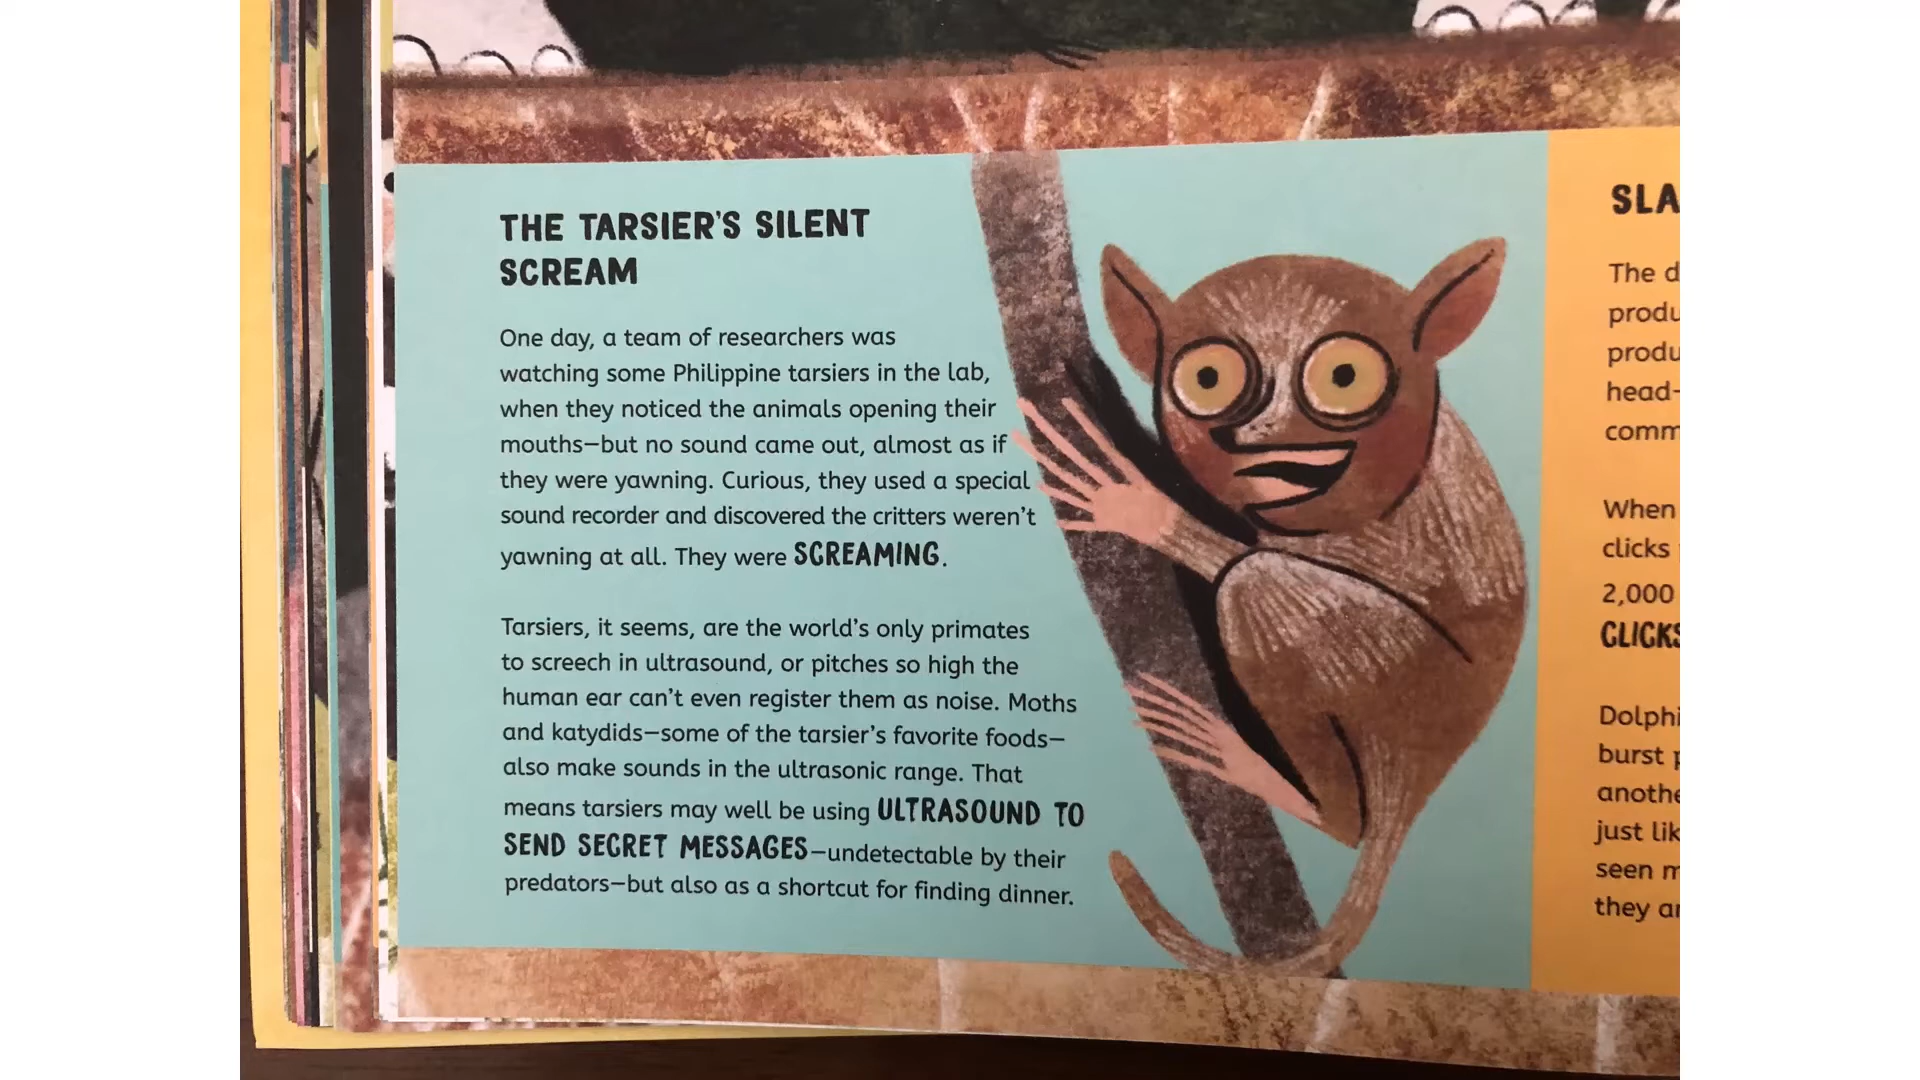 THE TARSIER'S SILENT
SCREAM
One day, a team of researchers was
watching some Philippine tarsiers in the lab,
when they noticed the animals opening their
mouths—but no sound came out, almost as if
they were yawning. Curious, they used a special
sound recorder and discovered the critters weren't
yawning at all. They were SCREAMING.
Tarsiers, it seems, are the world's only primates
to screech in ultrasound, or pitches so high the
human ear can't even register them as noise. Moths
and katydids—some of the tarsier's favorite foods—
also make sounds in the ultrasonic range. That
means tarsiers may well be using ULTRASOUND TO
SEND SECRET MESSAGES—undetectable by their
predators—but also as a shortcut for finding dinner.
The
When
clicks
2,000
CLICKS
just
seen
they